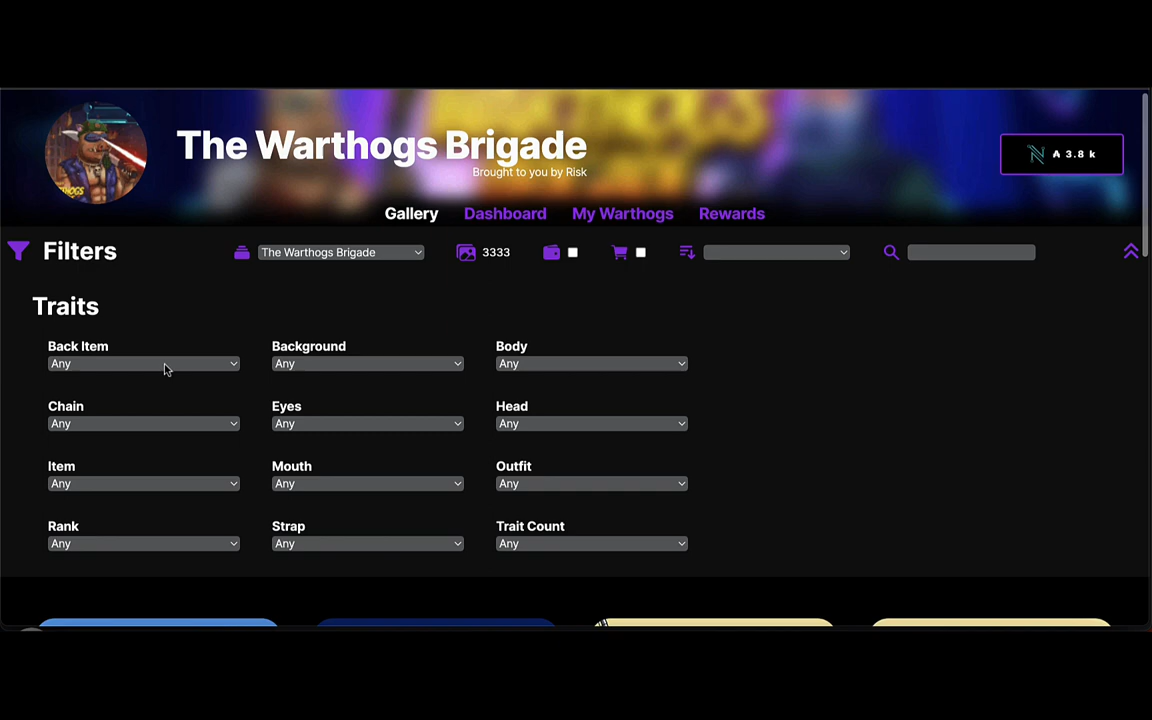 The Warthogs Brigade
Brought to you by Risk
₳ 3.8 k
Gallery Dashboard My Warthogs Rewards
Filters The Warthogs Brigade 3333
Traits
Back Item Background Body
Any Any Any
Chain Eyes Head
Any Any Any
Item Mouth Outfit
Any Any Any
Rank Strap Trait Count
Any Any Any